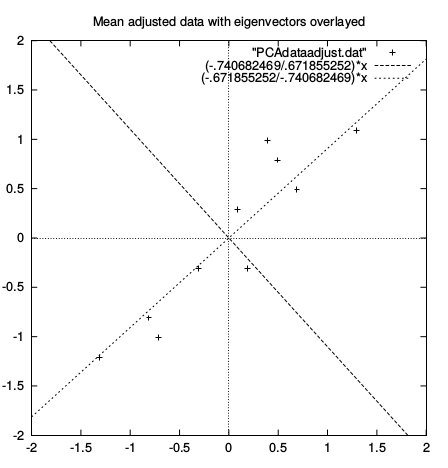 Mean adjusted data with eigenvectors overlayed
"PCAdataadjust.dat"
(-.740682469/.671855252)*x
(-.671855252/-.740682469)*x
2
1.5
1
0.5
0
-0.5
-1
-1.5
-2
-2 -1.5 -1 -0.5 0 0.5 1 1.5 2